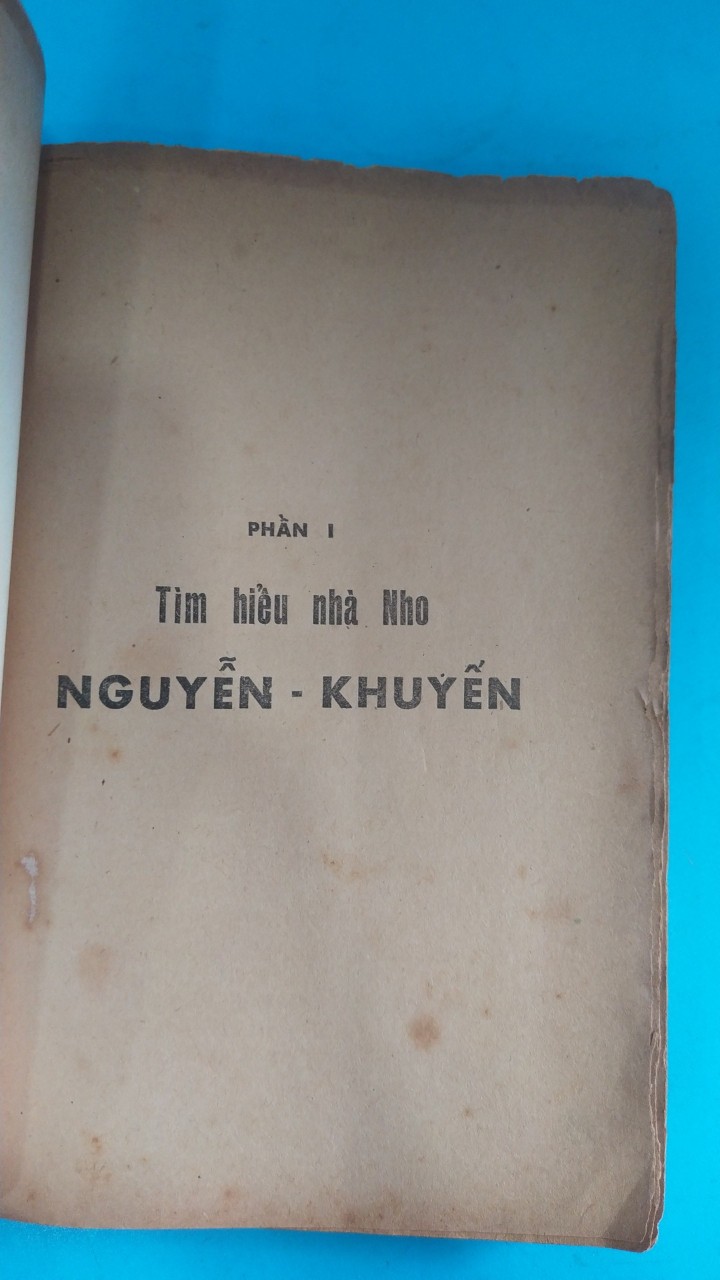 PHẦN I
Tìm hiểu nhà Nho
NGUYỄN - KHUYẾN